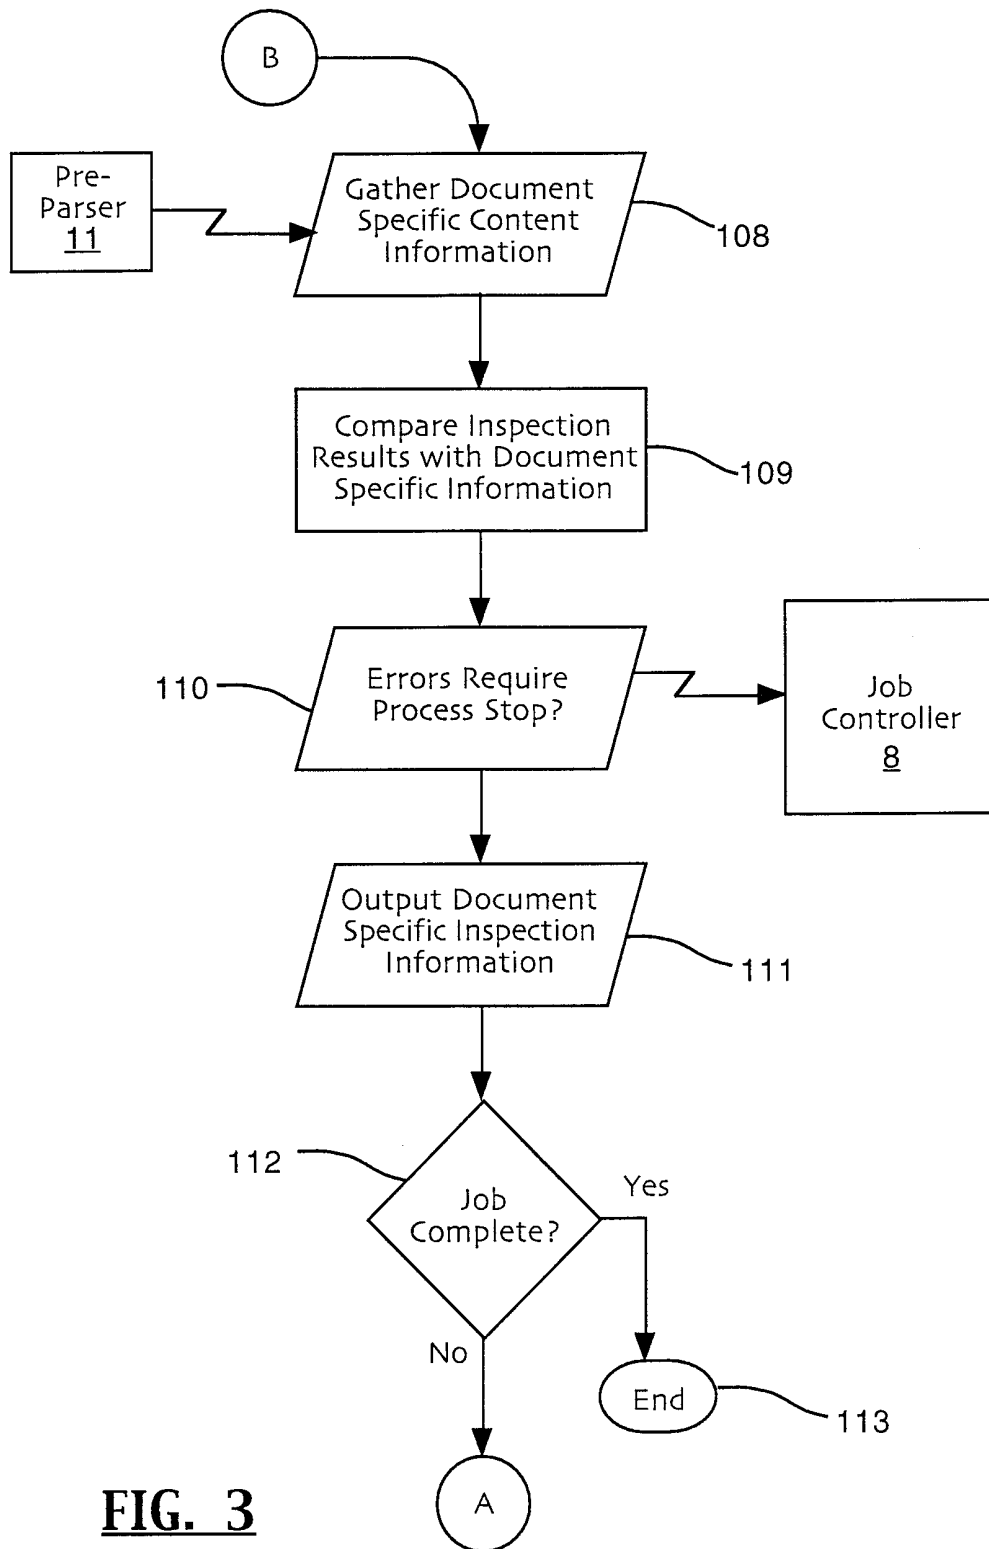 B
Pre-
Parser
11
Gather Document
Specific Content
Information
108
Compare Inspection
Results with Document
Specific Information
109
110
Errors Require
Process Stop?
Job
Controller
8
Output Document
Specific Inspection
Information
111
112
Job
Complete?
Yes
No
End
113
A
FIG. 3